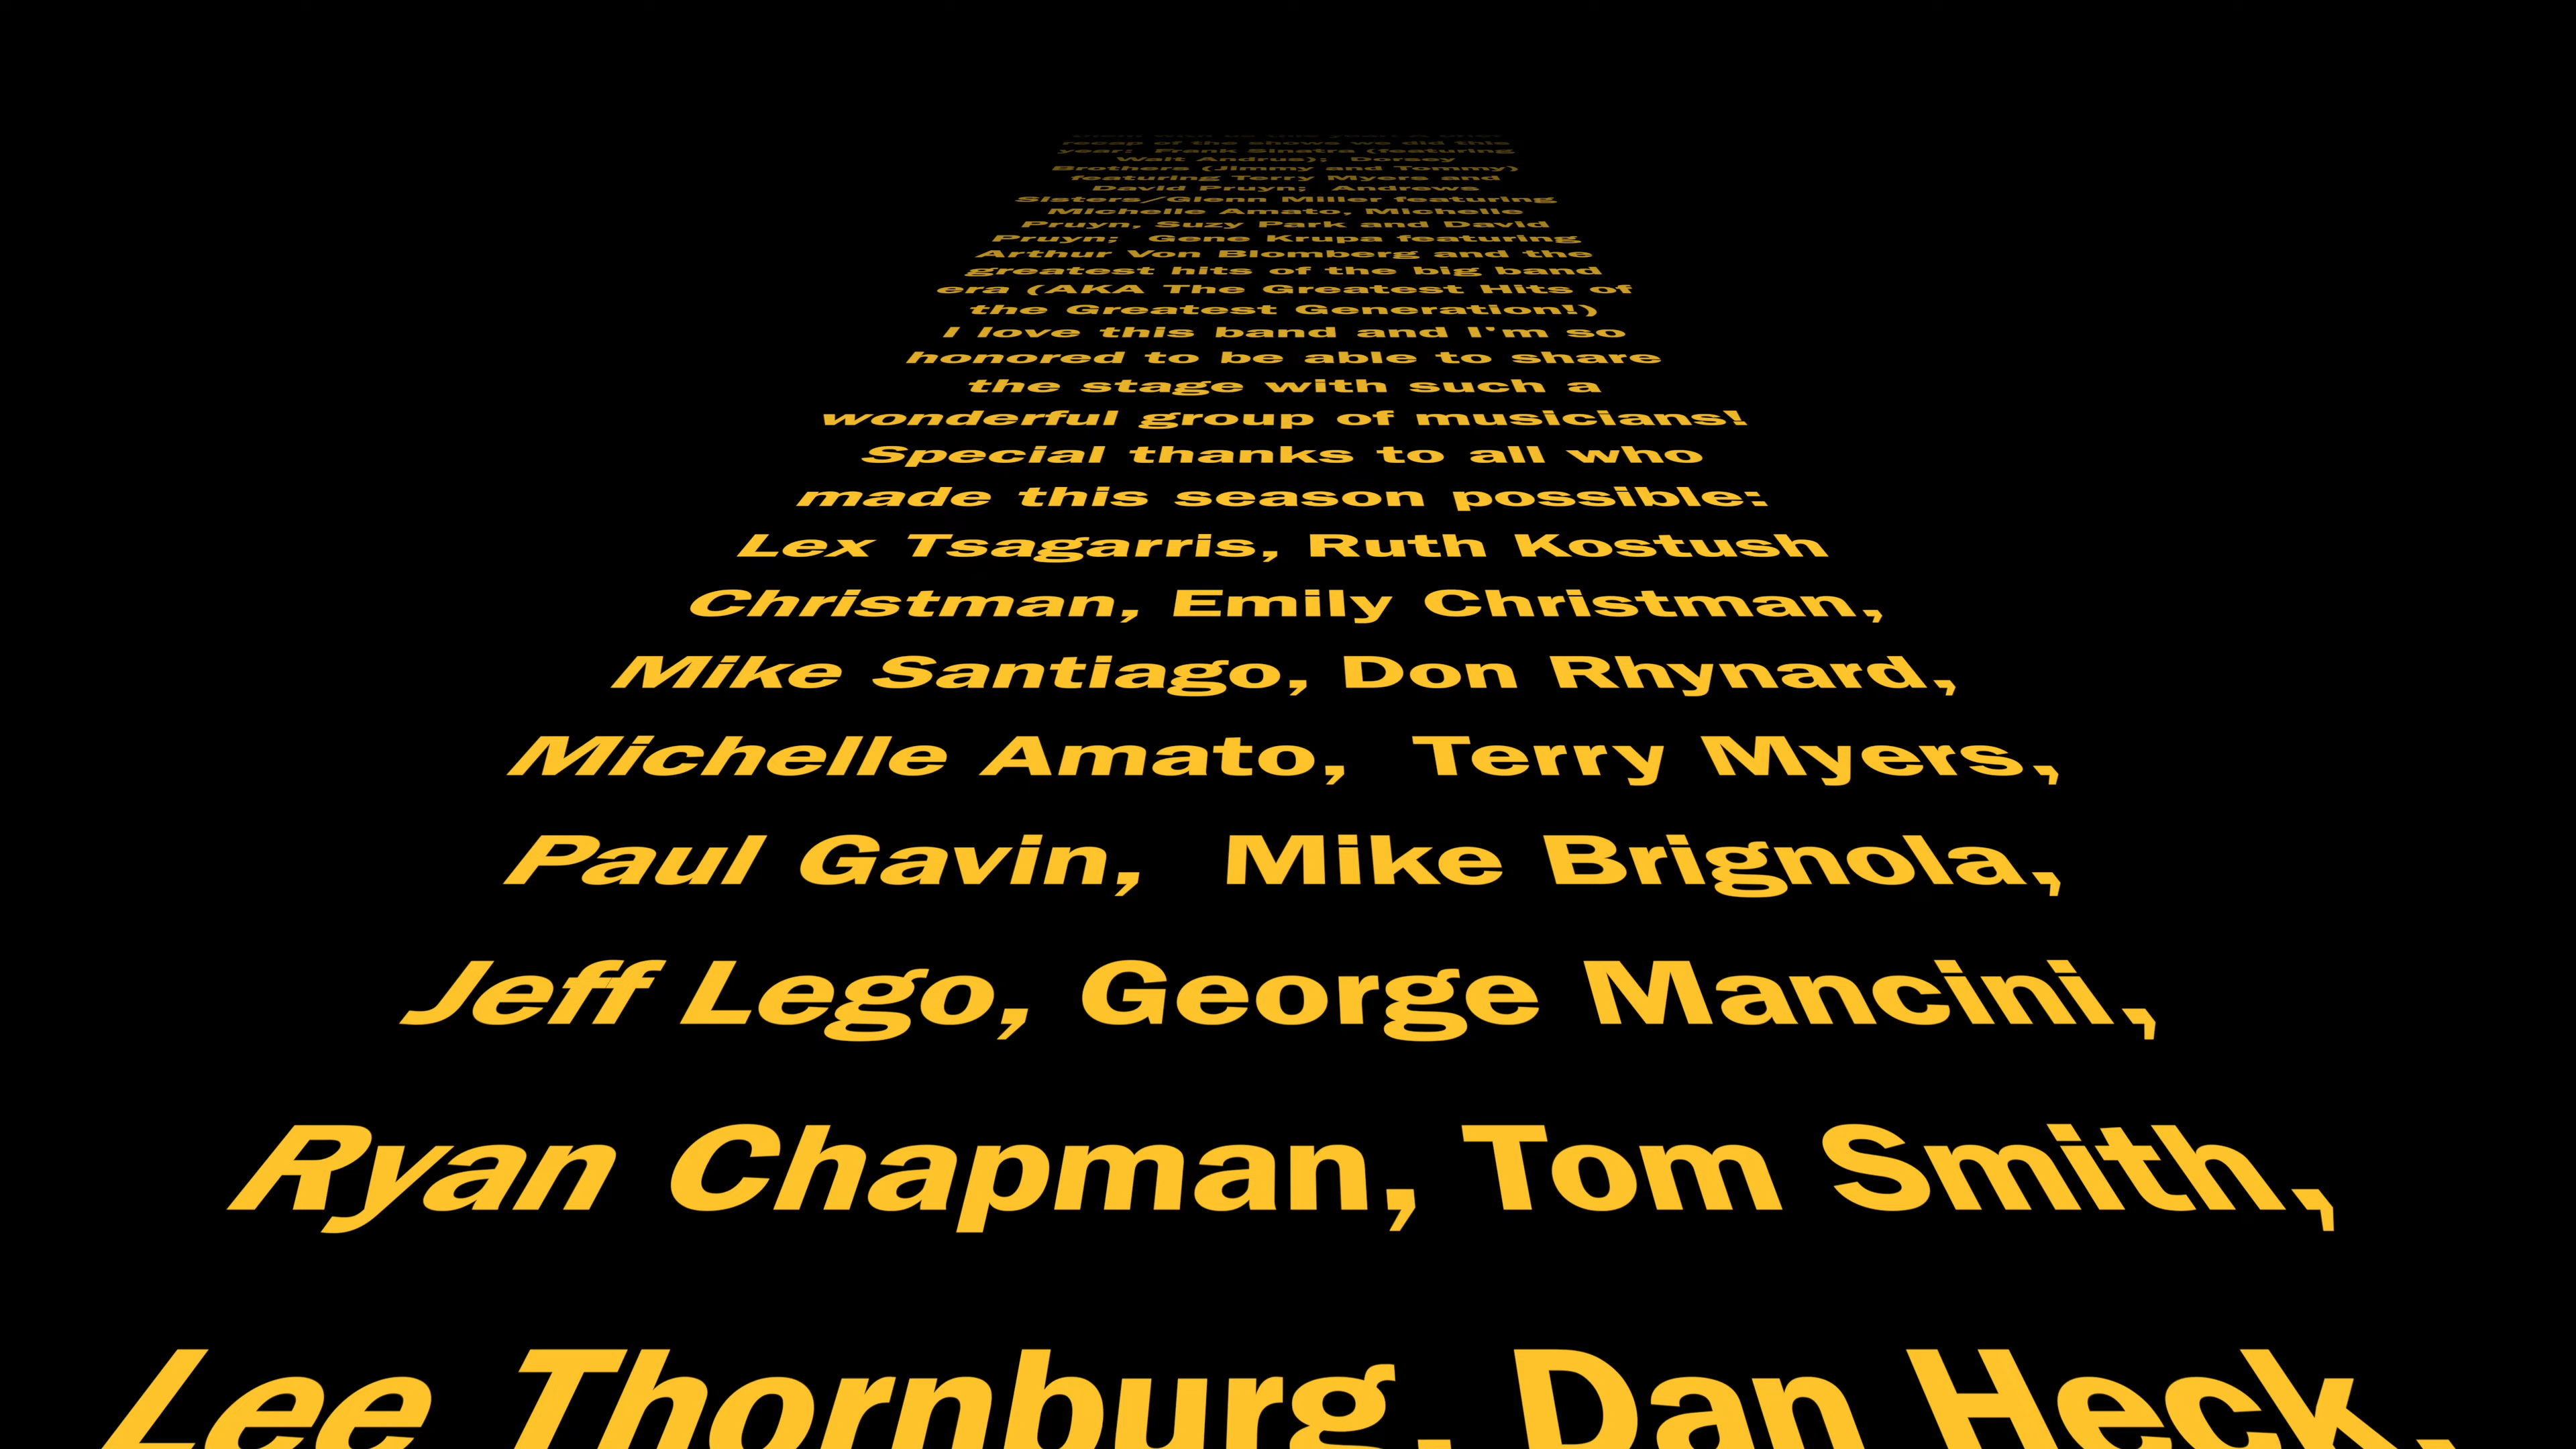 them with us this year! A brief
recap of the shows we did this
year: Frank Sinatra (featuring
Walt Andrus); Dorsey
Brothers (Jimmy and Tommy)
featuring Terry Myers and
David Pruyn; Andrews
Sisters/Glenn Miller featuring
Michelle Amato, Michelle
Pruyn, Suzy Park and David
Pruyn; Gene Krupa featuring
Arthur Von Blomberg and the
greatest hits of the big band
era (AKA The Greatest Hits of
the Greatest Generation!)
I love this band and I'm so
honored to be able to share
the stage with such a
wonderful group of musicians!
Special thanks to all who
made this season possible:
Lex Tsagarris, Ruth Kostush
Christman, Emily Christman,
Mike Santiago, Don Rhynard,
Michelle Amato, Terry Myers,
Paul Gavin, Mike Brignola,
Jeff Lego, George Mancini,
Ryan Chapman, Tom Smith,
Lee Thornburg, Dan Heck,